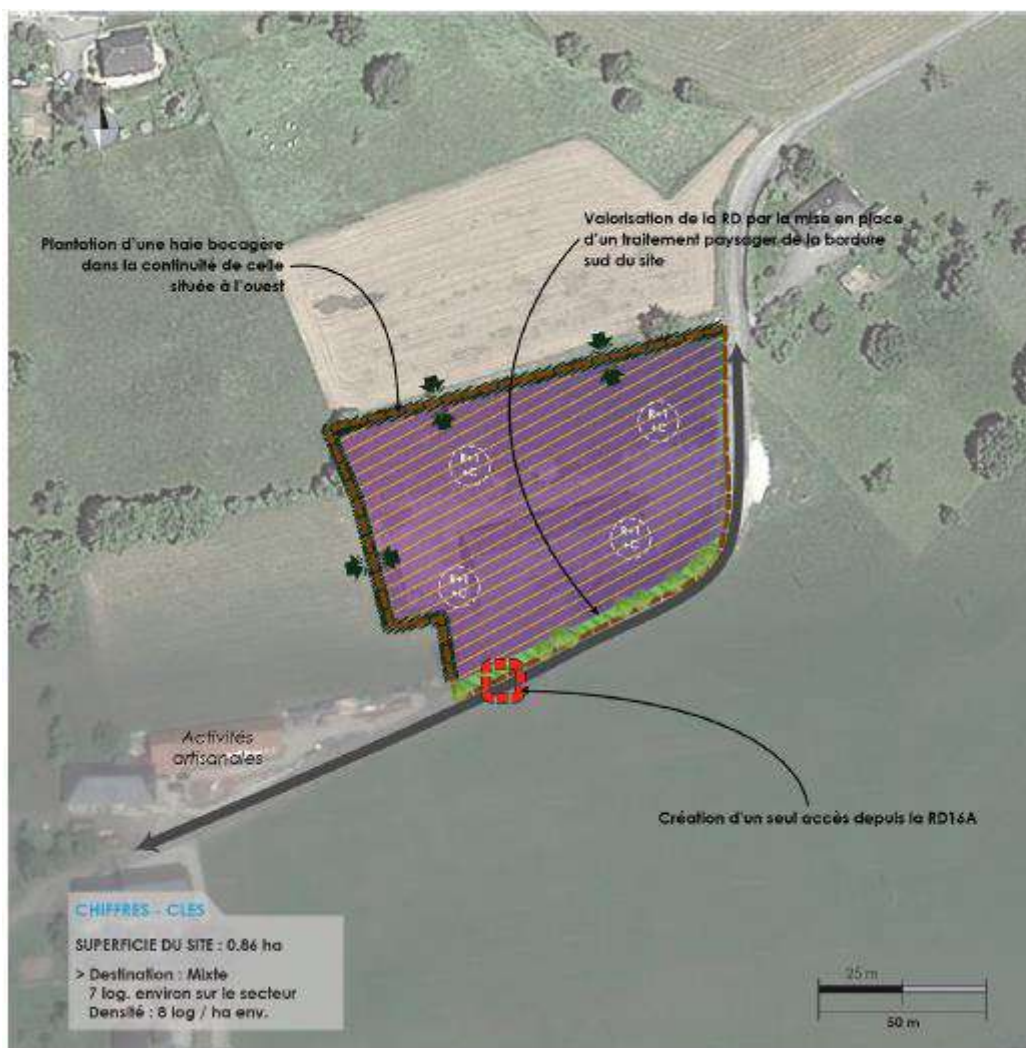 Plantation d'une haie bocagère
dans la continuité de celle
située à l'ouest
Valorisation de la RD par la mise en place
d'un traitement paysager de la bordure
sud du site
R+1
+C
R+1
+C
R+1
+C
R+1
+C
Activités
artisanales
Création d'un seul accès depuis la RD16A
CHIFFRES - CLES
SUPERFICIE DU SITE : 0.86 ha
> Destination : Mixte
7 log. environ sur le secteur
Densité : 8 log / ha env.
25 m
50 m